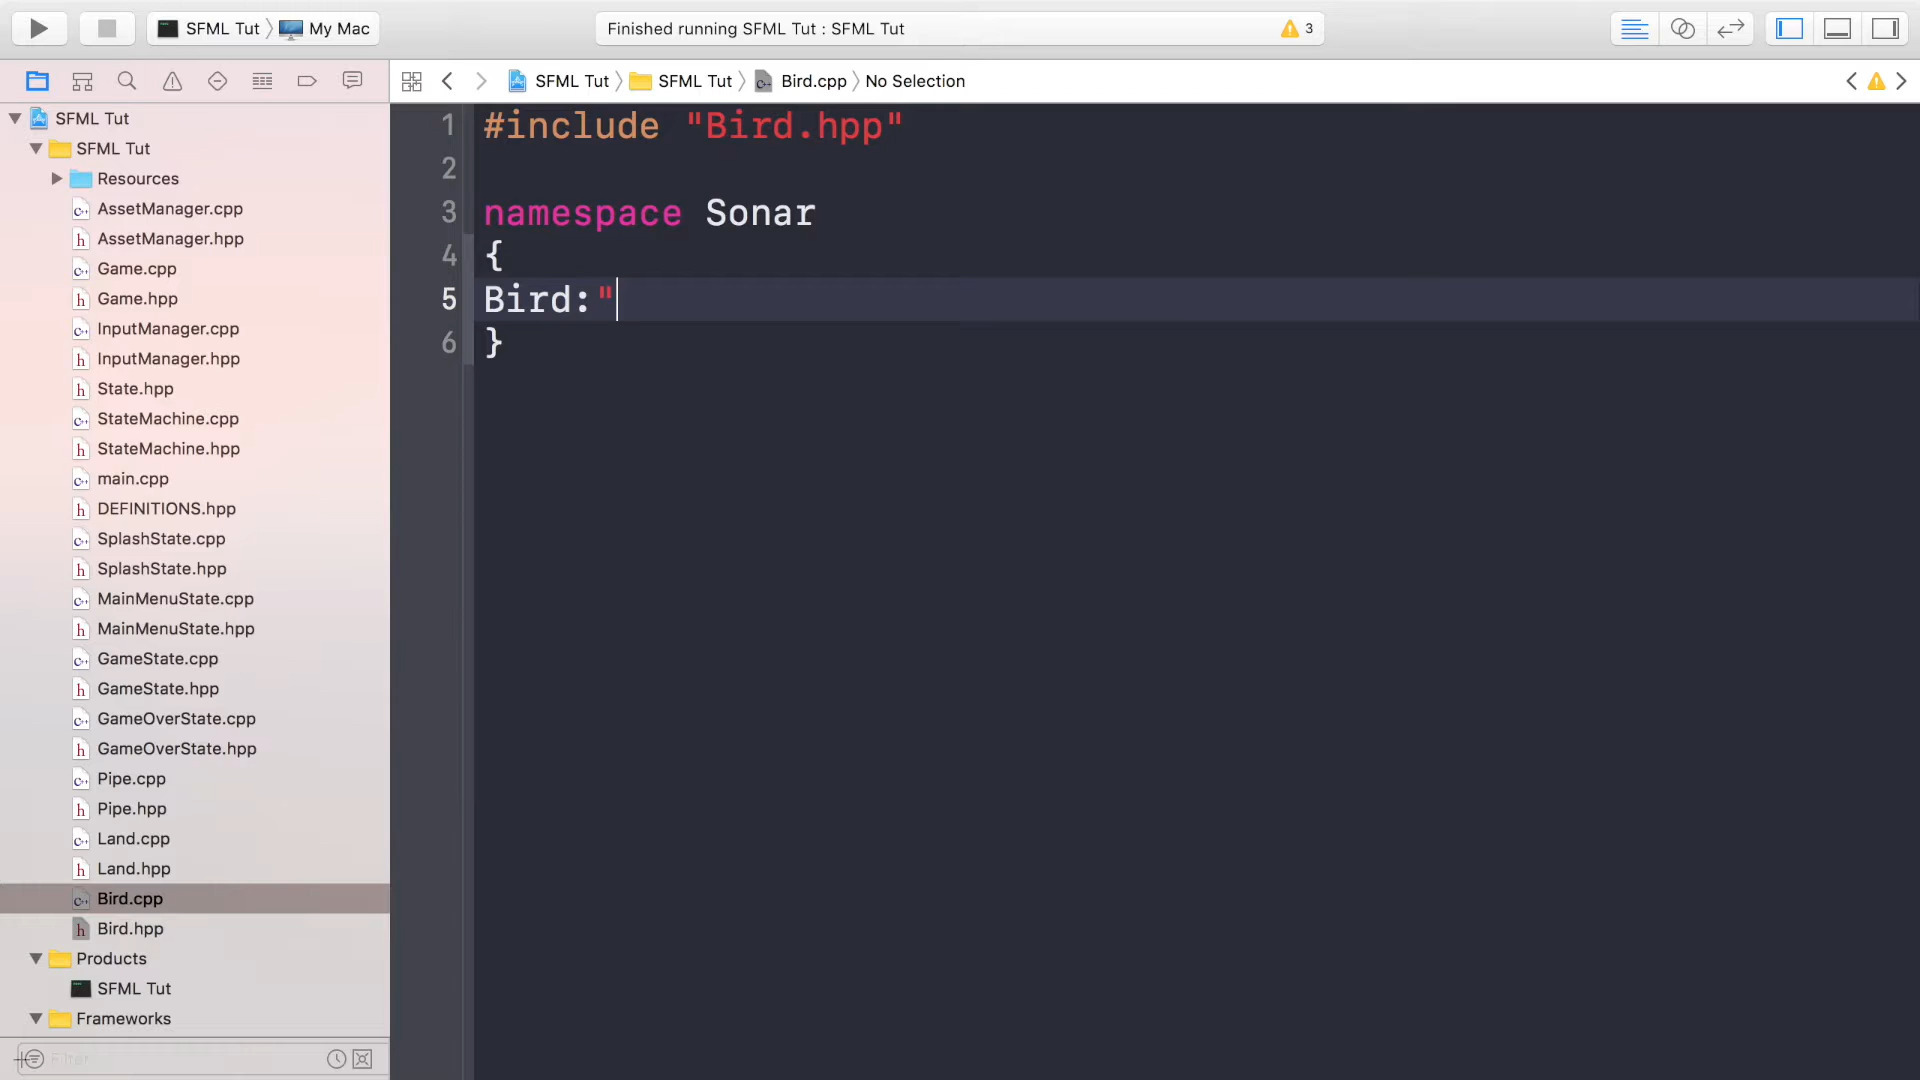 SFML Tut 〉 My Mac
Finished running SFML Tut : SFML Tut
3
SFML Tut 〉 SFML Tut 〉 Bird.cpp 〉 No Selection
SFML Tut
SFML Tut
Resources
AssetManager.cpp
AssetManager.hpp
Game.cpp
Game.hpp
InputManager.cpp
InputManager.hpp
State.hpp
StateMachine.cpp
StateMachine.hpp
main.cpp
DEFINITIONS.hpp
SplashState.cpp
SplashState.hpp
MainMenuState.cpp
MainMenuState.hpp
GameState.cpp
GameState.hpp
GameOverState.cpp
GameOverState.hpp
Pipe.cpp
Pipe.hpp
Land.cpp
Land.hpp
Bird.cpp
Bird.hpp
Products
SFML Tut
Frameworks
Filter
1 #include "Bird.hpp"
2
3 namespace Sonar
4 {
5 Bird:"
6 }